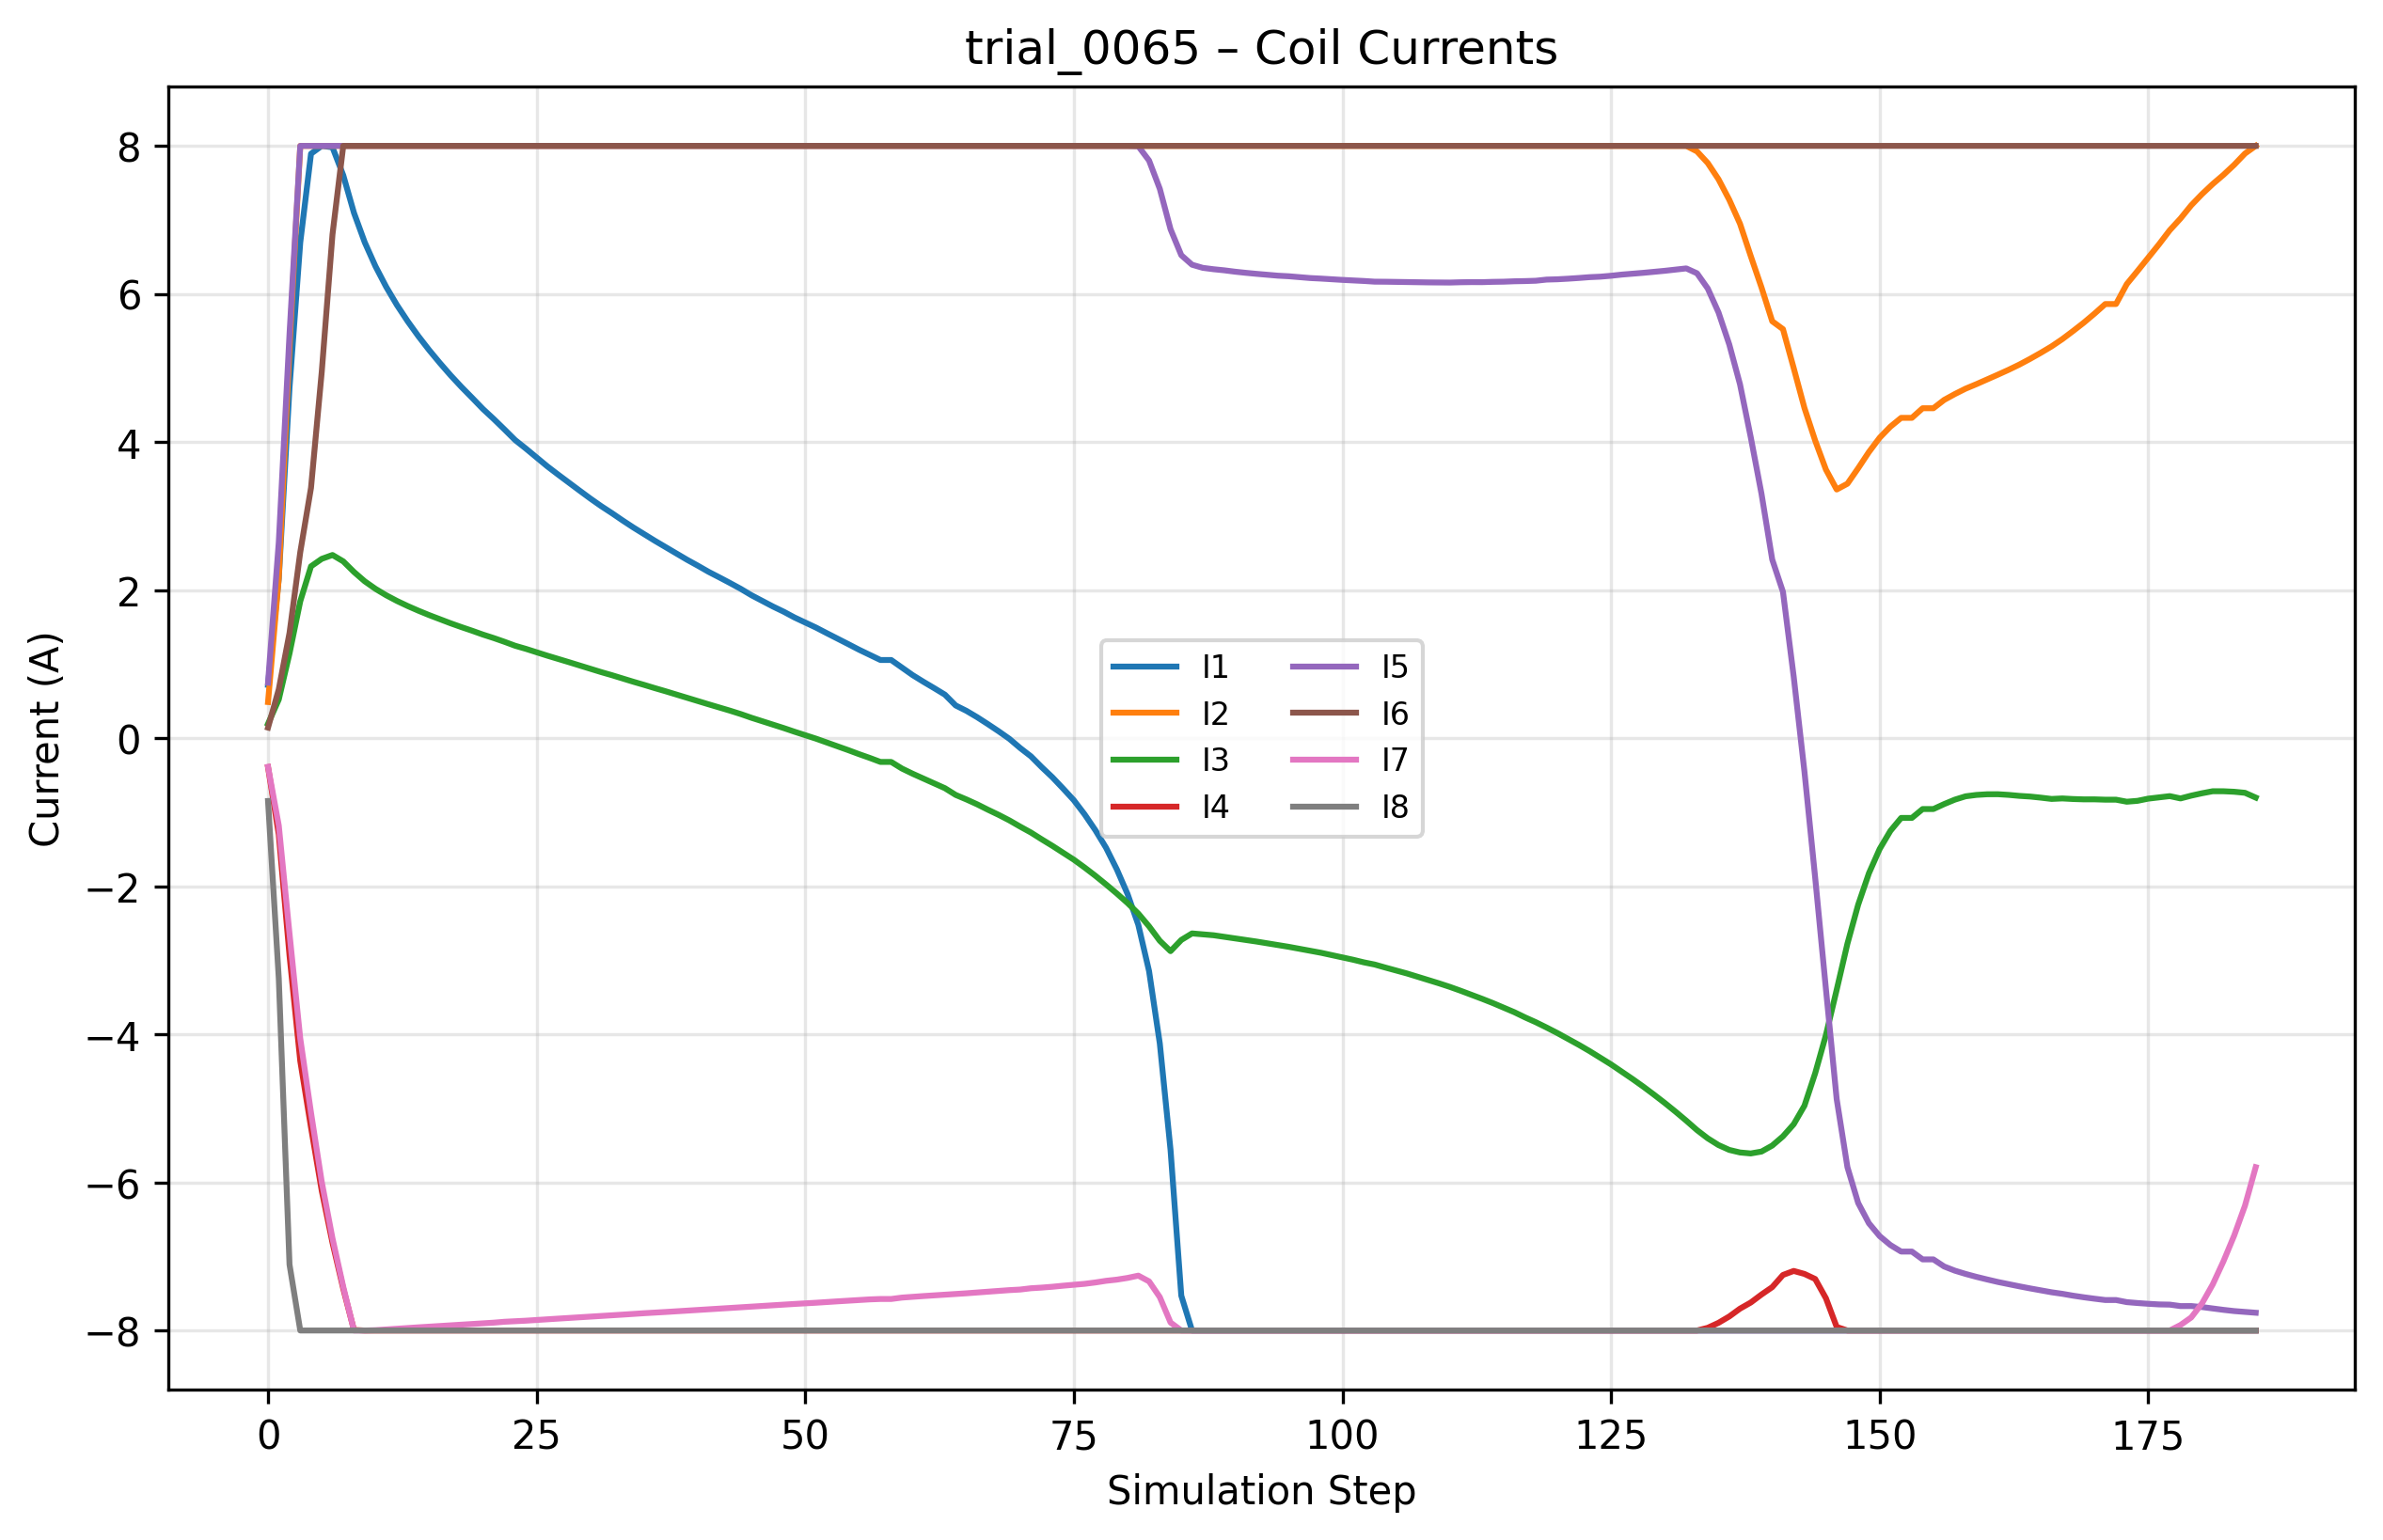 trial_0065 – Coil Currents
Current (A)
8
6
4
2
0
−2
−4
−6
−8
I1
I2
I3
I4
I5
I6
I7
I8
0 25 50 75 100 125 150 175
Simulation Step